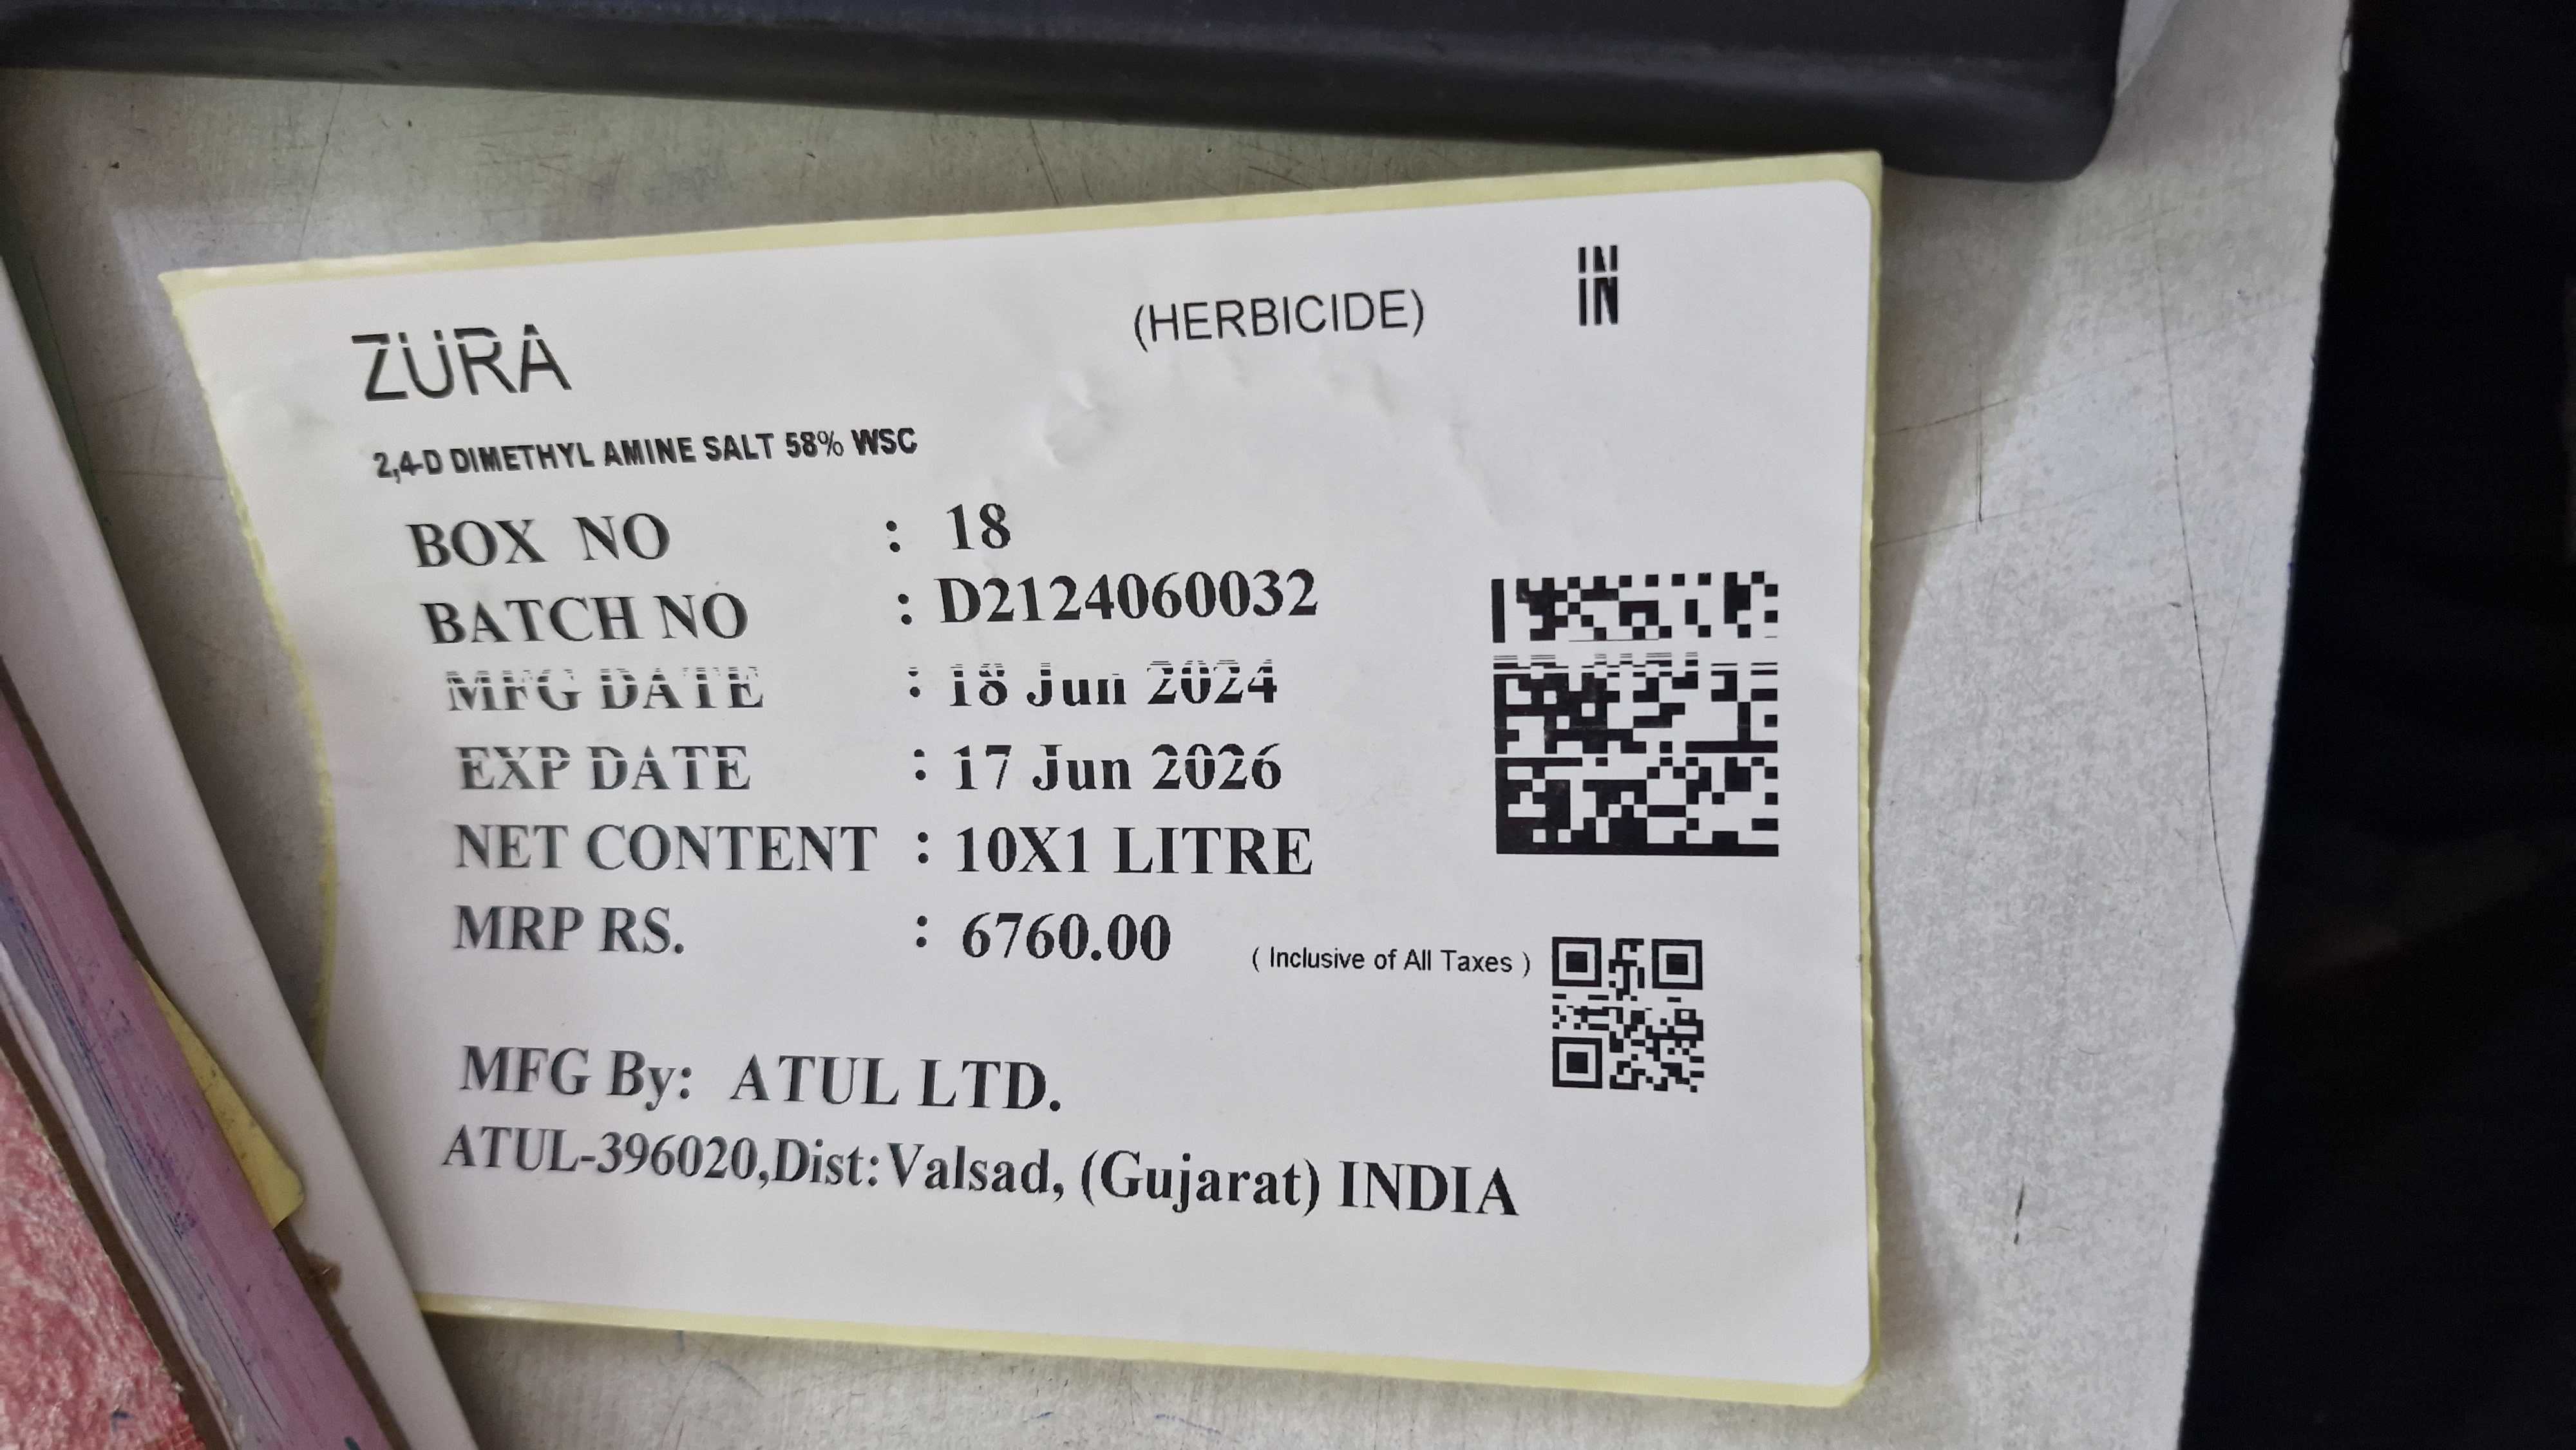 ZURA (HERBICIDE) IN
2,4-D DIMETHYL AMINE SALT 58% WSC
BOX NO : 18
BATCH NO : D2124060032
MFG DATE : 18 Jun 2024
EXP DATE : 17 Jun 2026
NET CONTENT : 10X1 LITRE
MRP RS. : 6760.00 ( Inclusive of All Taxes )
MFG By: ATUL LTD.
ATUL-396020,Dist:Valsad, (Gujarat) INDIA